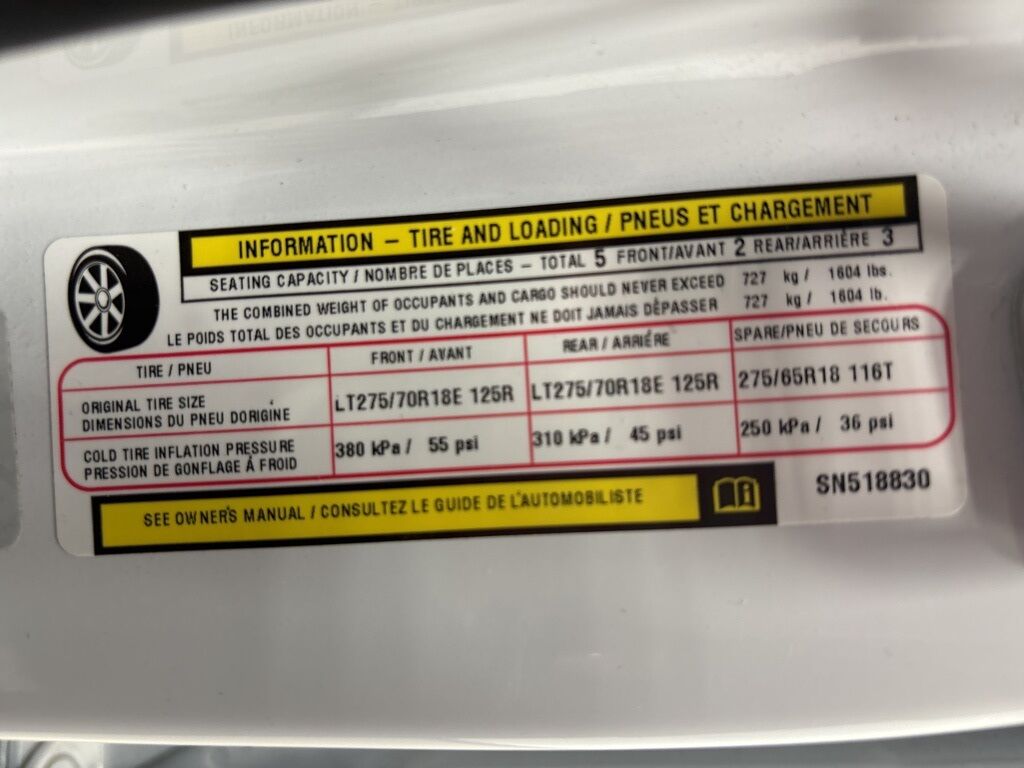 INFORMATION – TIRE AND LOADING / PNEUS ET CHARGEMENT
SEATING CAPACITY / NOMBRE DE PLACES – TOTAL 5 FRONT/AVANT 2 REAR/ARRIÈRE 3
THE COMBINED WEIGHT OF OCCUPANTS AND CARGO SHOULD NEVER EXCEED 727 kg / 1604 lbs.
LE POIDS TOTAL DES OCCUPANTS ET DU CHARGEMENT NE DOIT JAMAIS DÉPASSER 727 kg / 1604 lb.
TIRE / PNEU FRONT / AVANT REAR / ARRIÉRE SPARE/PNEU DE SECOURS
ORIGINAL TIRE SIZE
DIMENSIONS DU PNEU DORIGINE
LT275/70R18E 125R LT275/70R18E 125R 275/65R18 116T
COLD TIRE INFLATION PRESSURE
PRESSION DE GONFLAGE Á FROID
380 kPa / 55 psi 310 kPa / 45 psi 250 kPa / 36 psi
SEE OWNER'S MANUAL / CONSULTEZ LE GUIDE DE L'AUTOMOBILISTE
SN518830